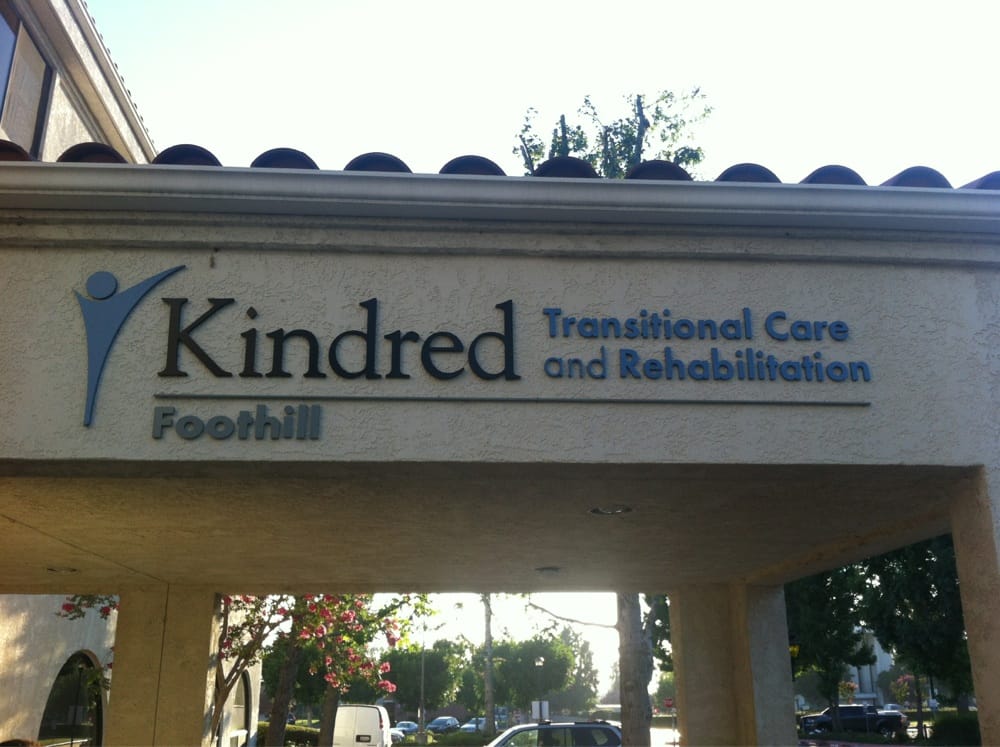 Kindred
Transitional Care
and Rehabilitation
Foothill